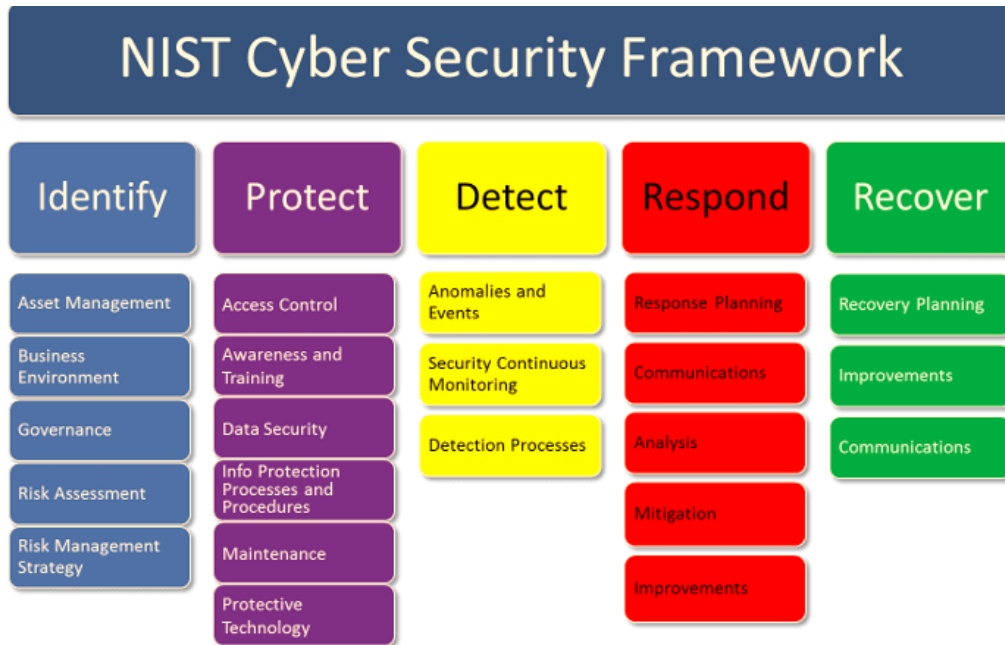 NIST Cyber Security Framework
Identify
Protect
Detect
Respond
Recover
Asset Management
Business
Environment
Governance
Risk Assessment
Risk Management
Strategy
Access Control
Awareness and
Training
Data Security
Info Protection
Processes and
Procedures
Maintenance
Protective
Technology
Anomalies and
Events
Security Continuous
Monitoring
Detection Processes
Response Planning
Communications
Analysis
Mitigation
Improvements
Recovery Planning
Improvements
Communications